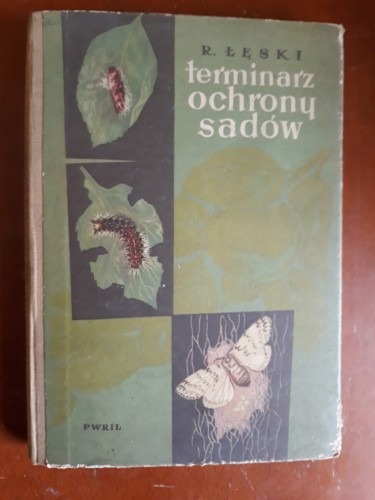 R. ŁĘSKI
terminarz
ochrony
sadów
PWRiL